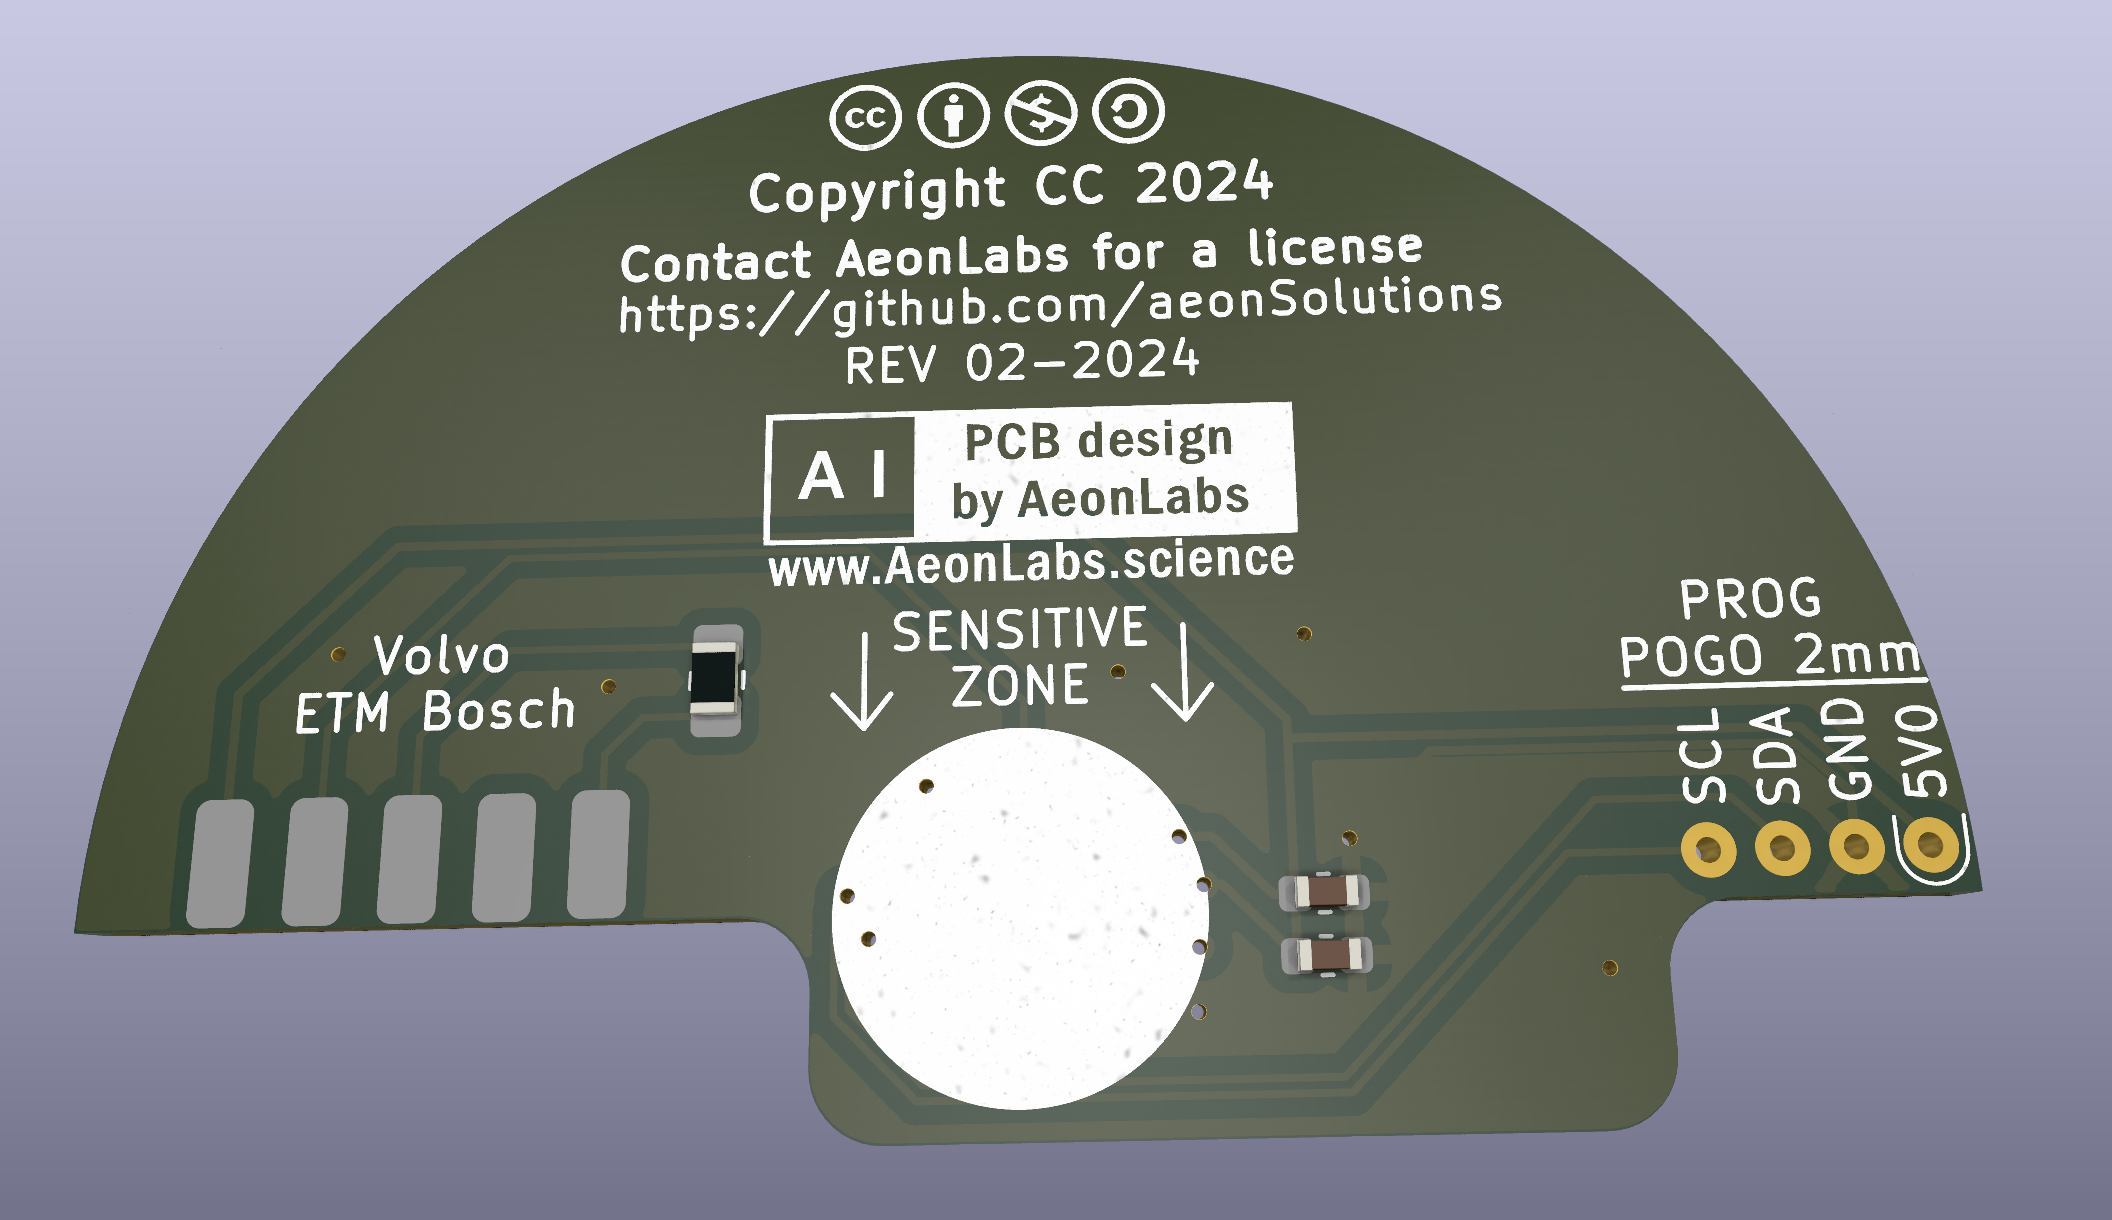 cc
Copyright CC 2024
Contact AeonLabs for a license
https://github.com/aeonSolutions
REV 02-2024
AI
PCB design
by AeonLabs
www.AeonLabs.science
SENSITIVE
ZONE
Volvo
ETM Bosch
PROG
POGO 2mm
SCL
SDA
GND
5V0